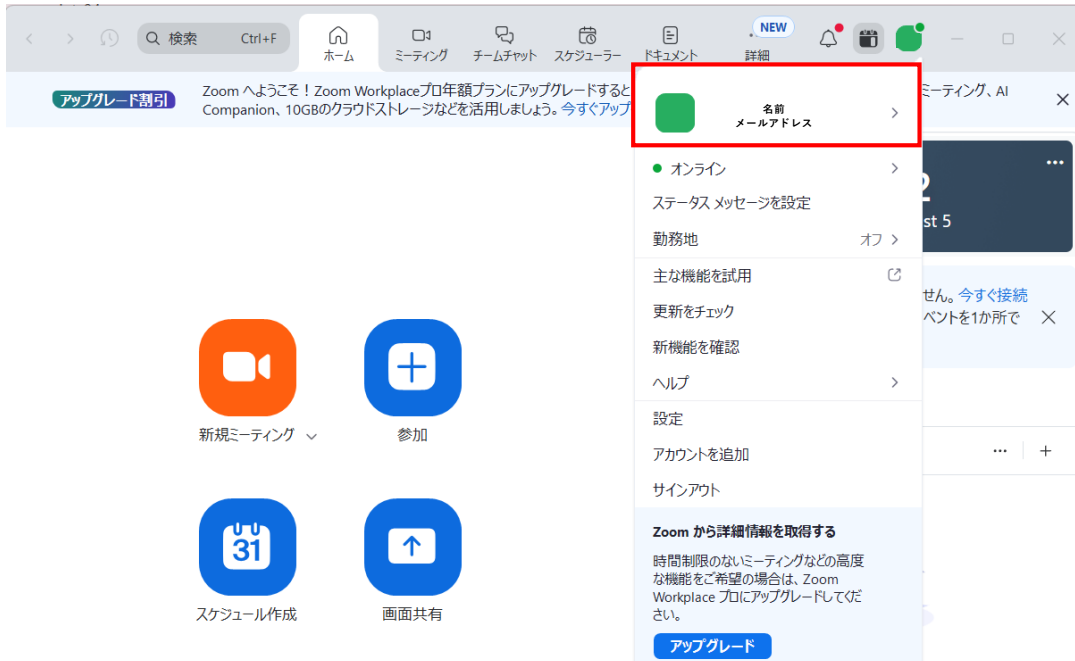 検索 Ctrl+F
ホーム
ミーティング
チームチャット
スケジューラー
ドキュメント
NEW
詳細
アップグレード割引
Zoom へようこそ！Zoom Workplaceプロ年額プランにアップグレードすると
ミーティング、AI
Companion、10GBのクラウドストレージなどを活用しましょう。今すぐアップ
名前
メールアドレス
オンライン
ステータス メッセージを設定
勤務地 オフ
主な機能を試用
更新をチェック
新機能を確認
ヘルプ
設定
アカウントを追加
サインアウト
Zoom から詳細情報を取得する
時間制限のないミーティングなどの高度
な機能をご希望の場合は、Zoom
Workplace プロにアップグレードしてくだ
さい。
アップグレード
st 5
せん。今すぐ接続
ベントを1か所で
新規ミーティング
参加
31
スケジュール作成
画面共有